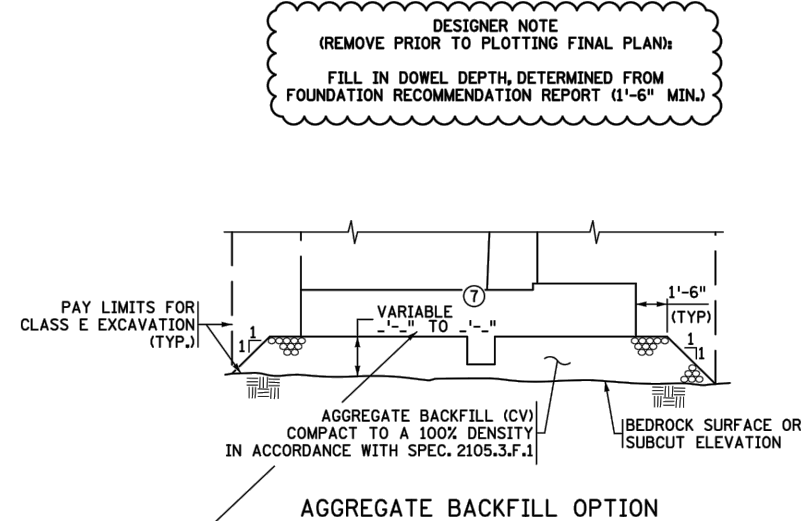 DESIGNER NOTE
(REMOVE PRIOR TO PLOTTING FINAL PLAN):
FILL IN DOWEL DEPTH, DETERMINED FROM
FOUNDATION RECOMMENDATION REPORT (1'-6" MIN.)
7
1'-6"
(TYP)
PAY LIMITS FOR
CLASS E EXCAVATION
(TYP.)
1
1
VARIABLE
_'-_" TO _'-_"
1
1
AGGREGATE BACKFILL (CV)
COMPACT TO A 100% DENSITY
IN ACCORDANCE WITH SPEC. 2105.3.F.1
BEDROCK SURFACE OR
SUBCUT ELEVATION
AGGREGATE BACKFILL OPTION